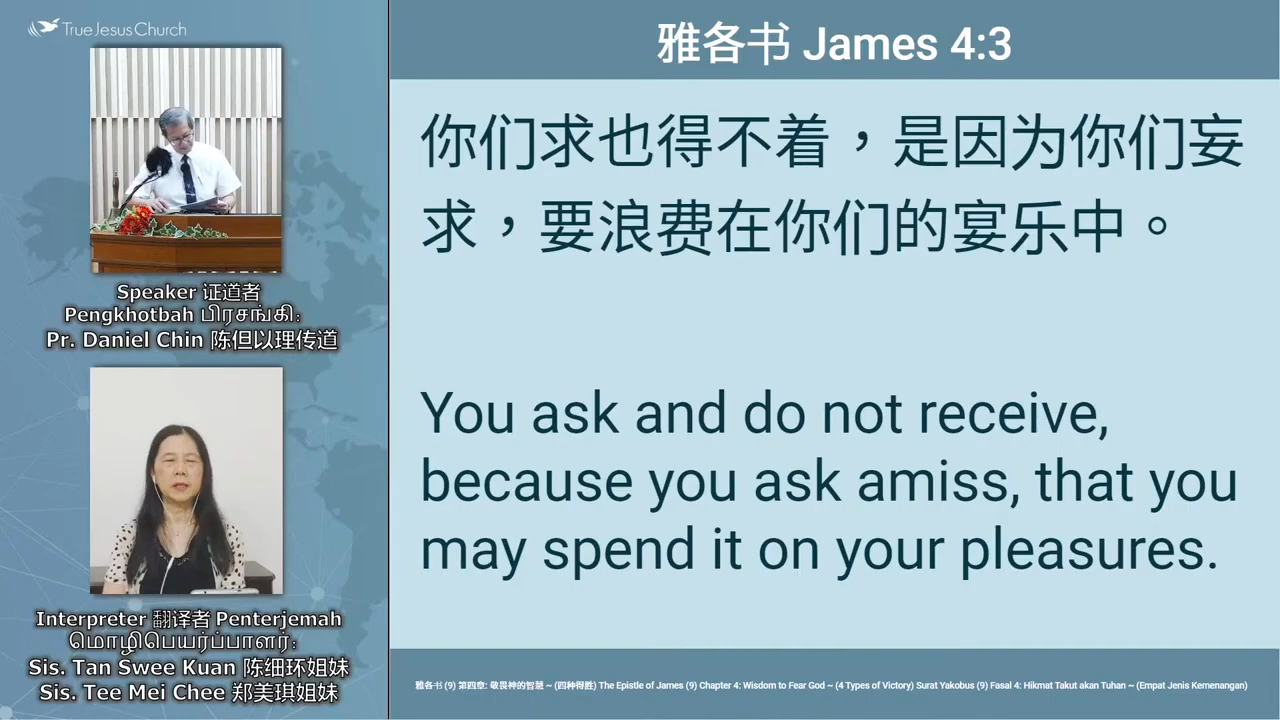 TrueJesusChurch
Speaker 证道者
Pengkhotbah பிரசங்கி:
Pr. Daniel Chin 陈但以理传道
Interpreter 翻译者 Penterjemah
மொழிபெயர்ப்பாளர்:
Sis. Tan Swee Kuan 陈细环姐妹
Sis. Tee Mei Chee 郑美琪姐妹
雅各书 James 4:3
你们求也得不着，是因为你们妄
求，要浪费在你们的宴乐中。
You ask and do not receive,
because you ask amiss, that you
may spend it on your pleasures.
雅各书 (9) 第四章: 敬畏神的智慧 ~ (四种得胜) The Epistle of James (9) Chapter 4: Wisdom to Fear God ~ (4 Types of Victory) Surat Yakobus (9) Fasal 4: Hikmat Takut akan Tuhan ~ (Empat Jenis Kemenangan)